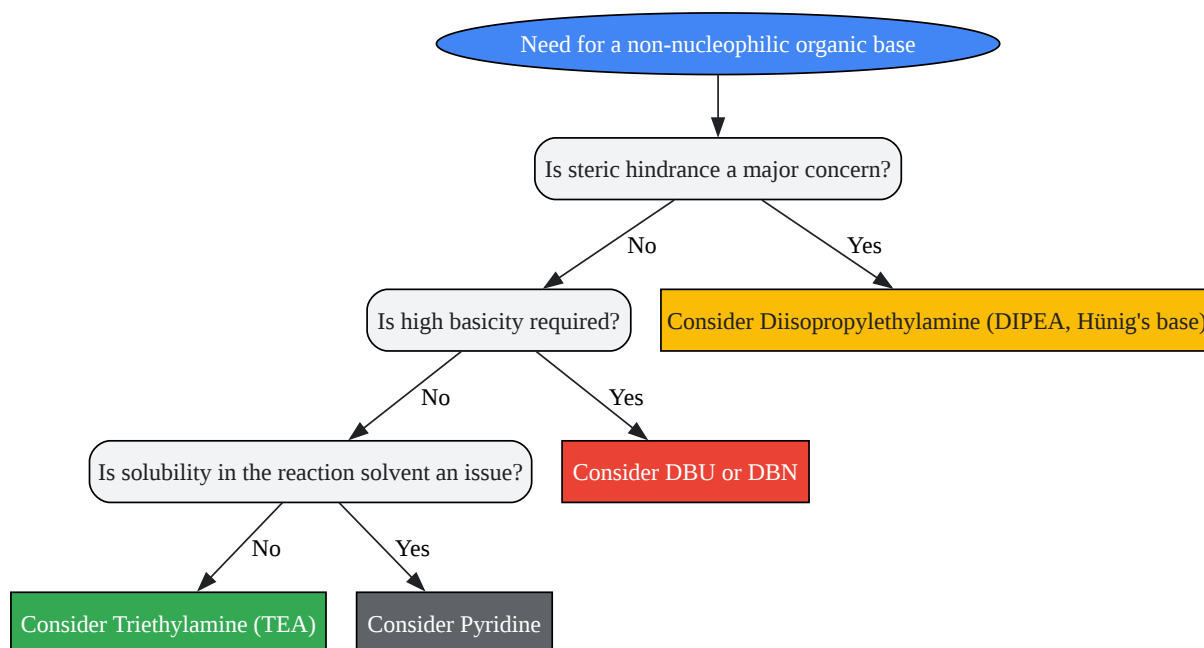 Need for a non-nucleophilic organic base
Is steric hindrance a major concern?
No
Yes
Is high basicity required?
Consider Diisopropylethylamine (DIPEA, Hünig's base)
No
Yes
Is solubility in the reaction solvent an issue?
Consider DBU or DBN
No
Yes
Consider Triethylamine (TEA)
Consider Pyridine